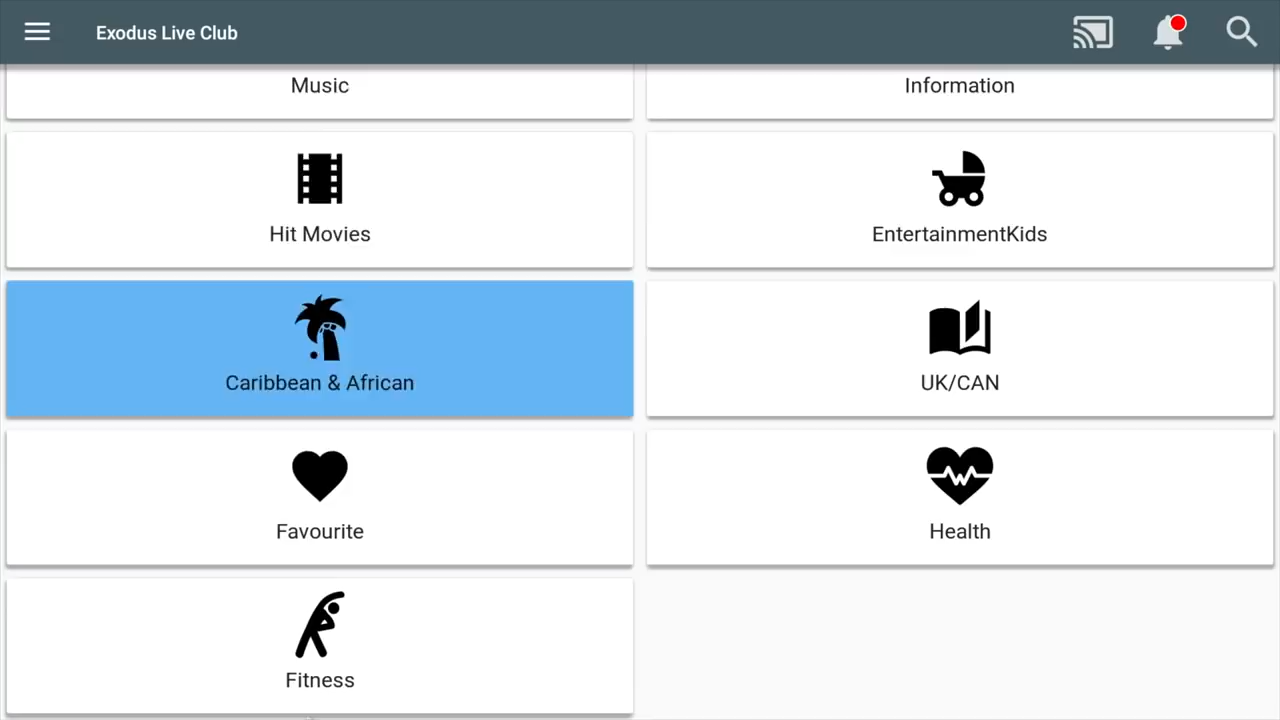 Exodus Live Club
Music
Information
Hit Movies
EntertainmentKids
Caribbean & African
UK/CAN
Favourite
Health
Fitness